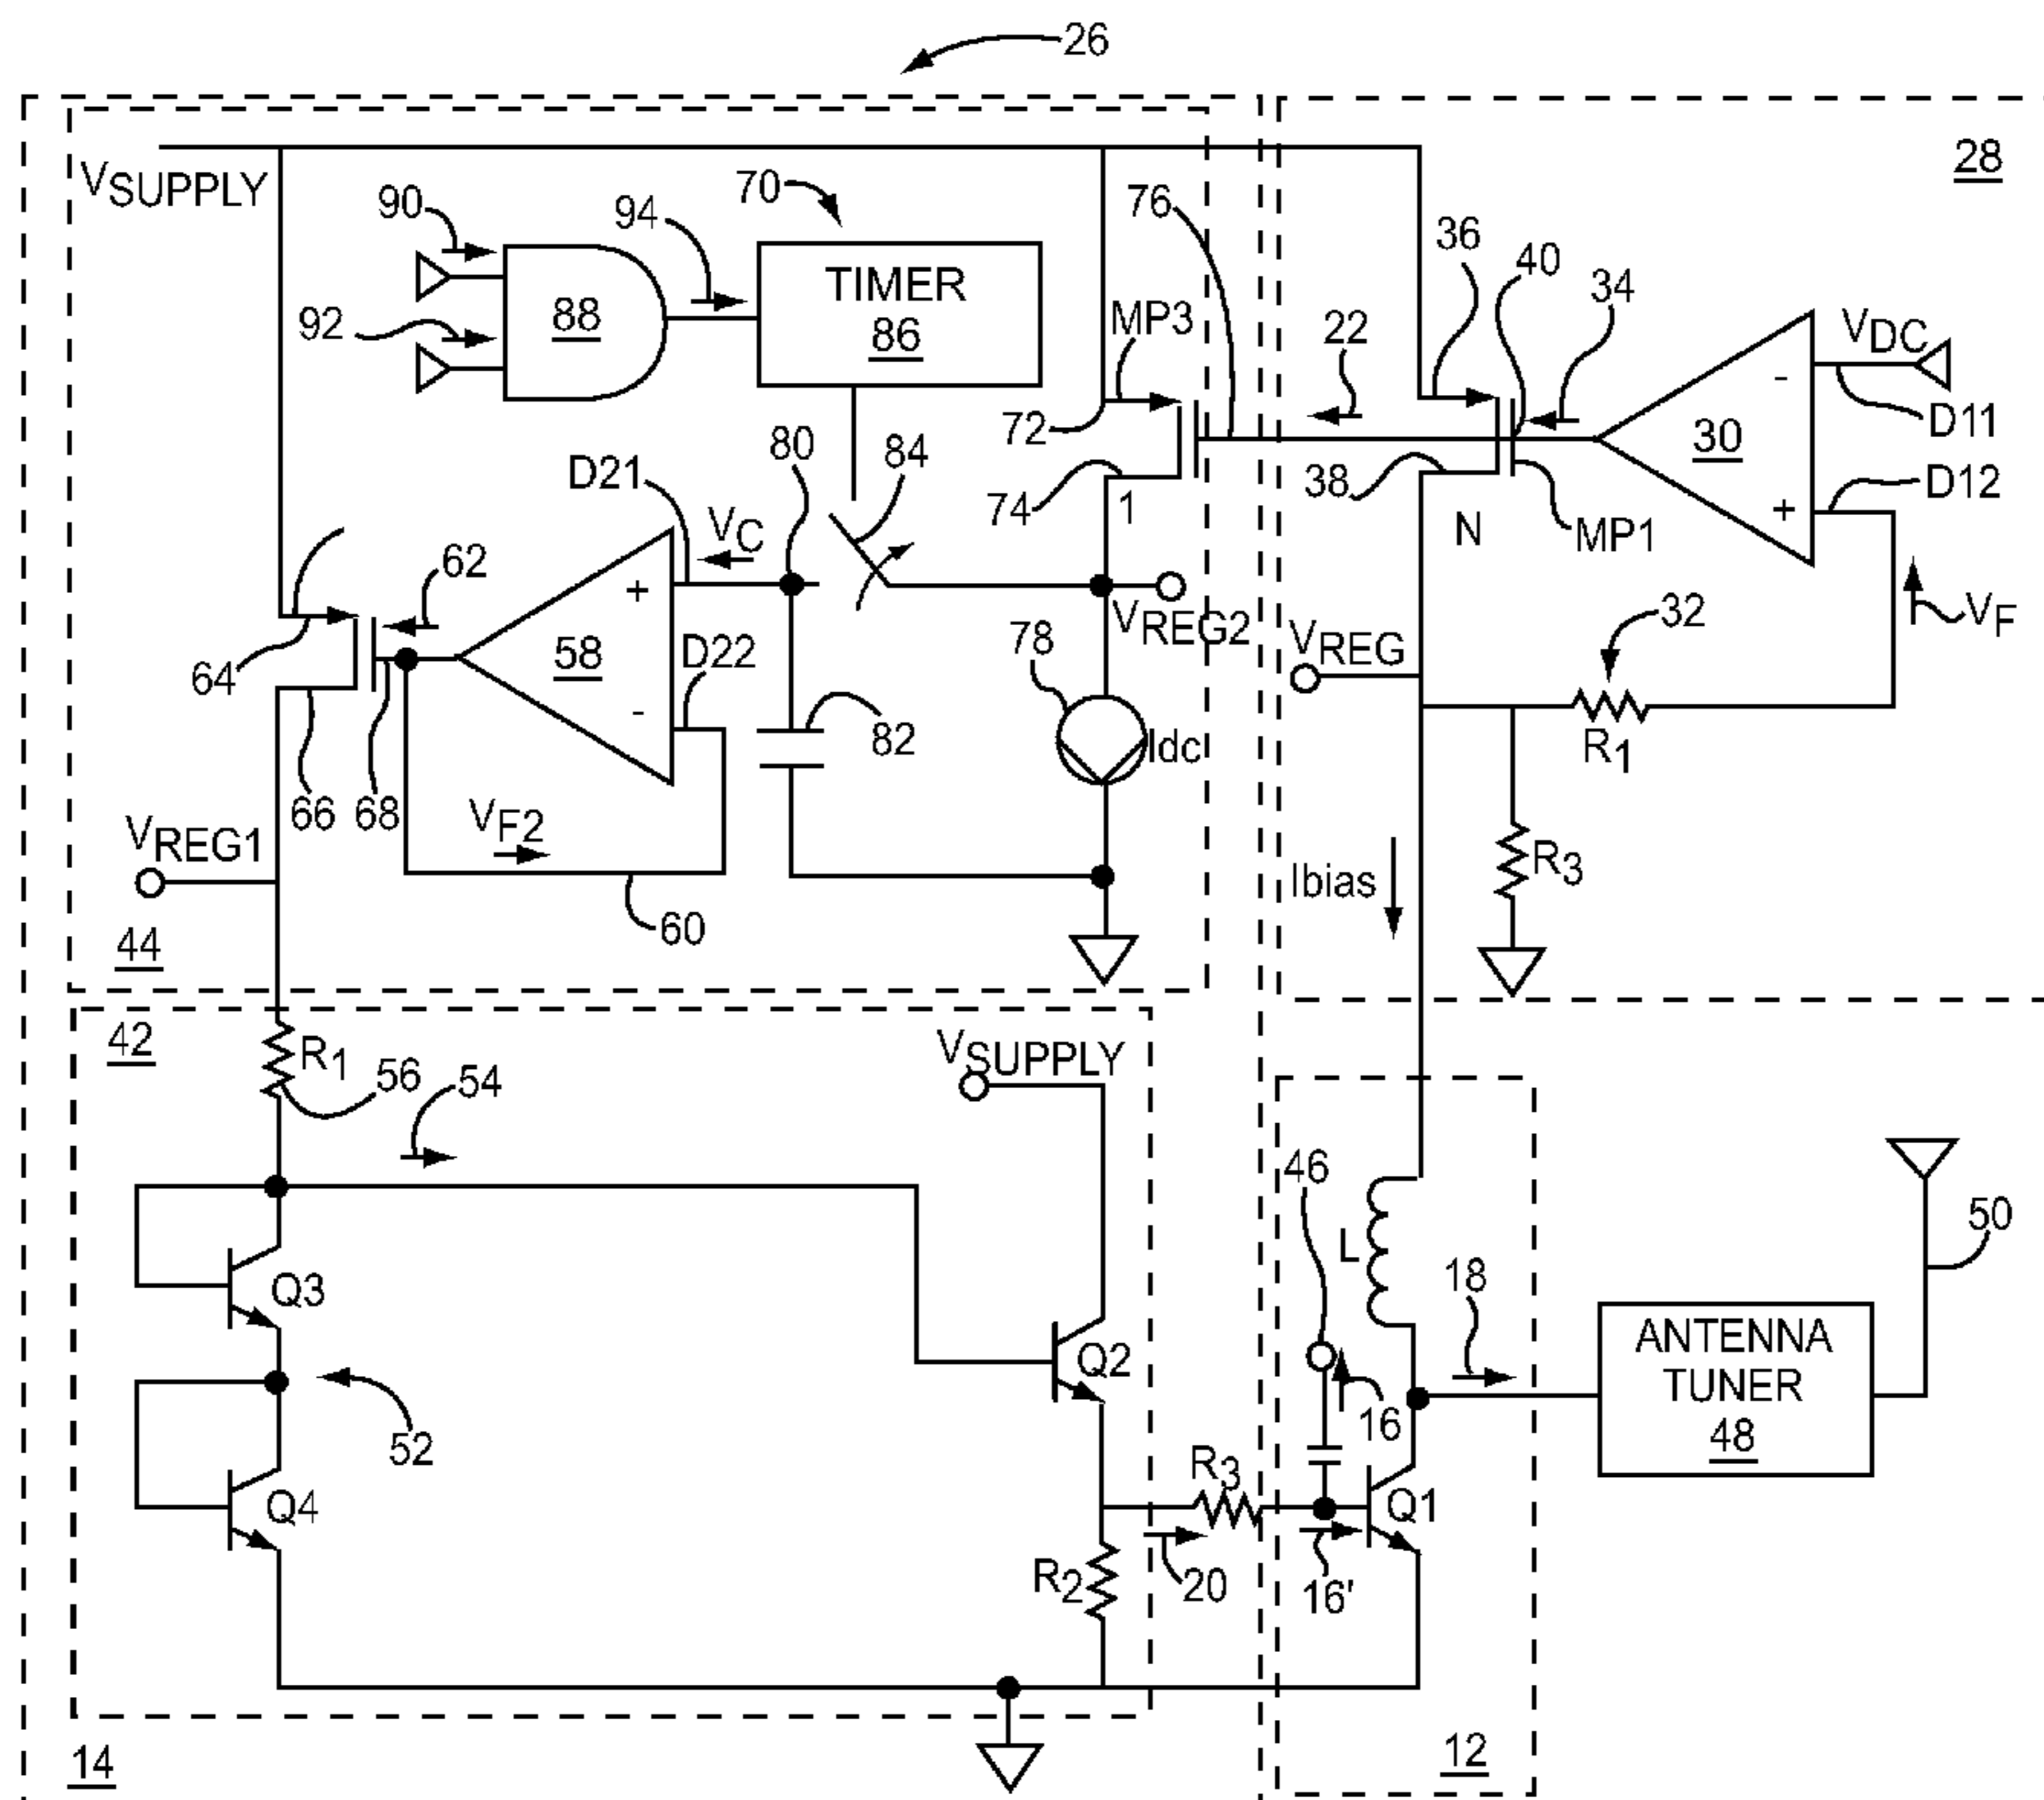 26
28
VSUPPLY
90
94
70
76
36
40
34
92
88
TIMER
86
MP3
22
VDC
-
30
D11
72
80
84
D21
74
1
38
D12
+
N
MP1
VC
62
+
58
D22
-
64
78
VREG2
VREG
32
VF
66
68
82
Idc
R1
VREG1
VF2
Ibias
R3
44
60
42
R1
56
54
VSUPPLY
46
50
L
18
Q3
Q2
ANTENNA
TUNER
48
52
16
R3
Q4
Q1
R2
20
16'
14
12